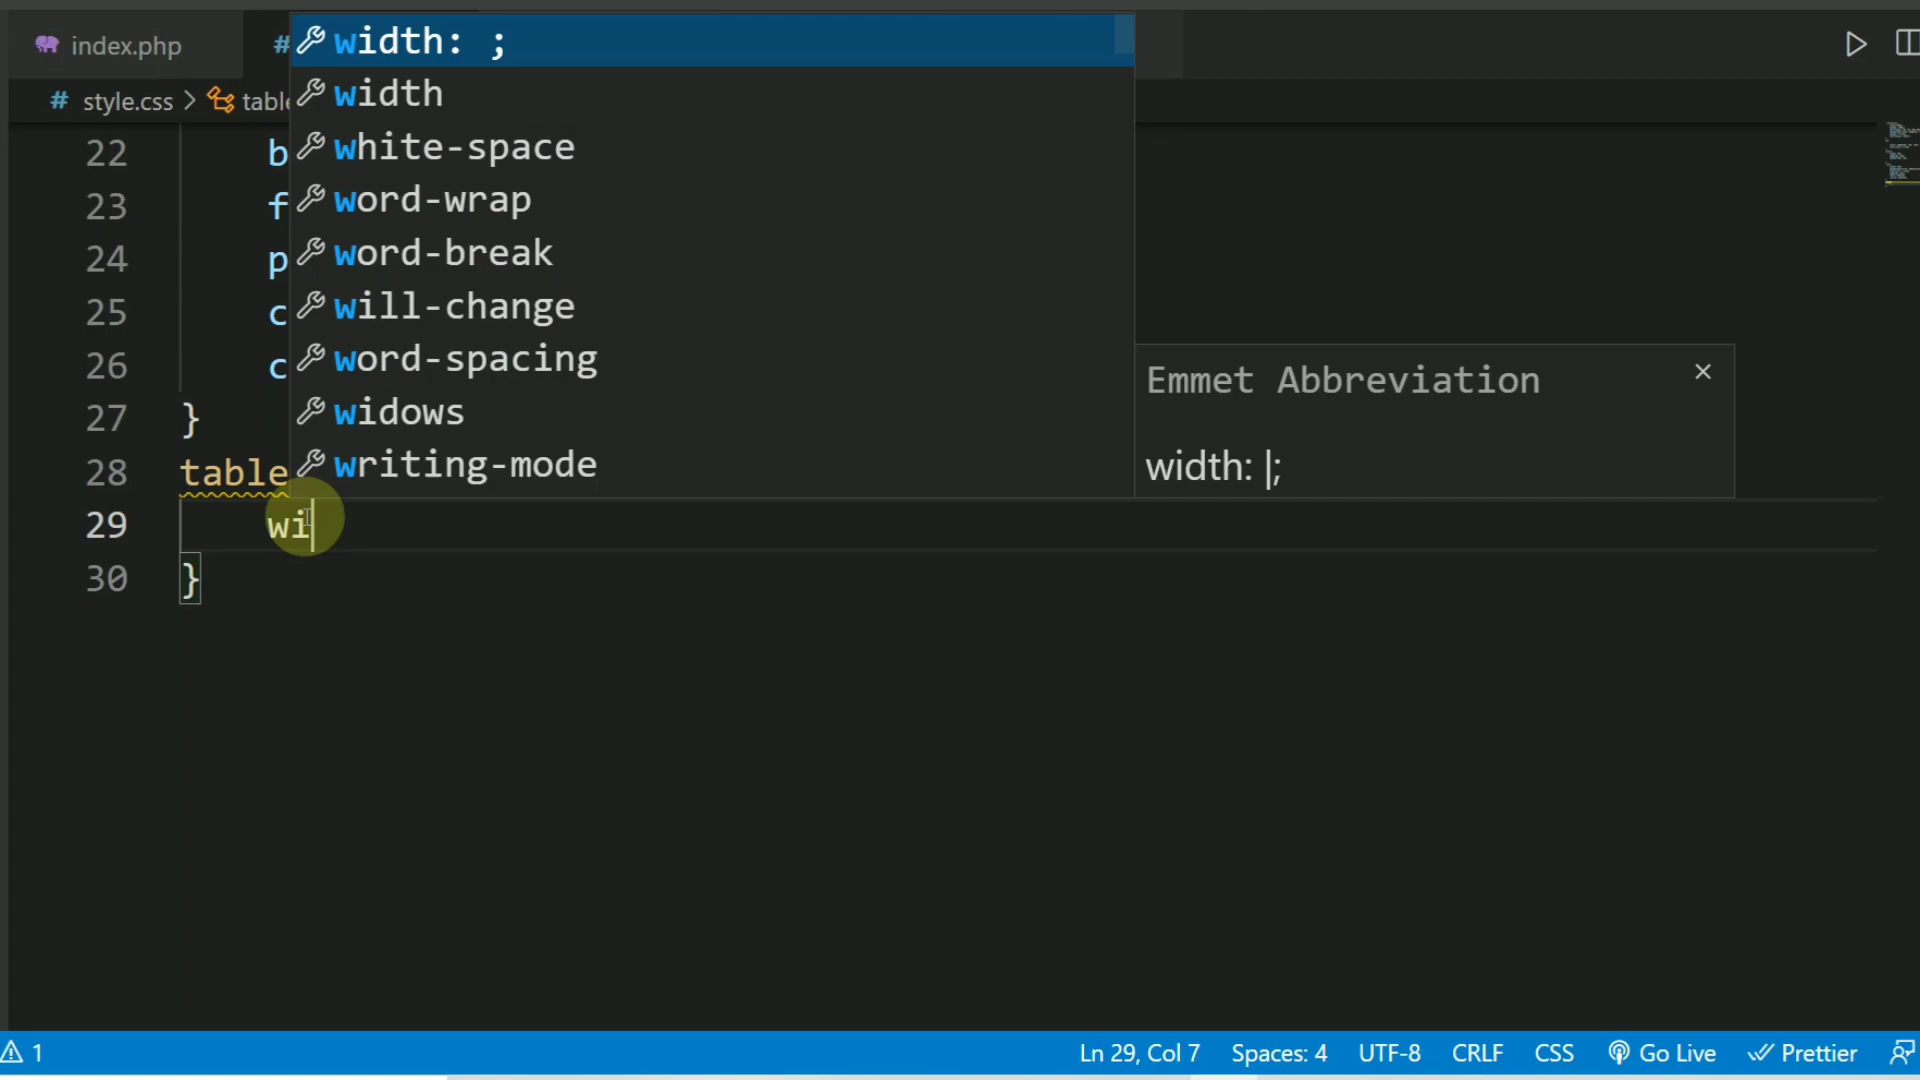 index.php
#
# style.css > table
width: ;
width
white-space
word-wrap
word-break
will-change
word-spacing
widows
writing-mode
22 b
23 f
24 p
25 c
26 c
27 }
28 table
29 wi
30 }
Emmet Abbreviation ×
width: |;
1
Ln 29, Col 7 Spaces: 4 UTF-8 CRLF CSS Go Live Prettier